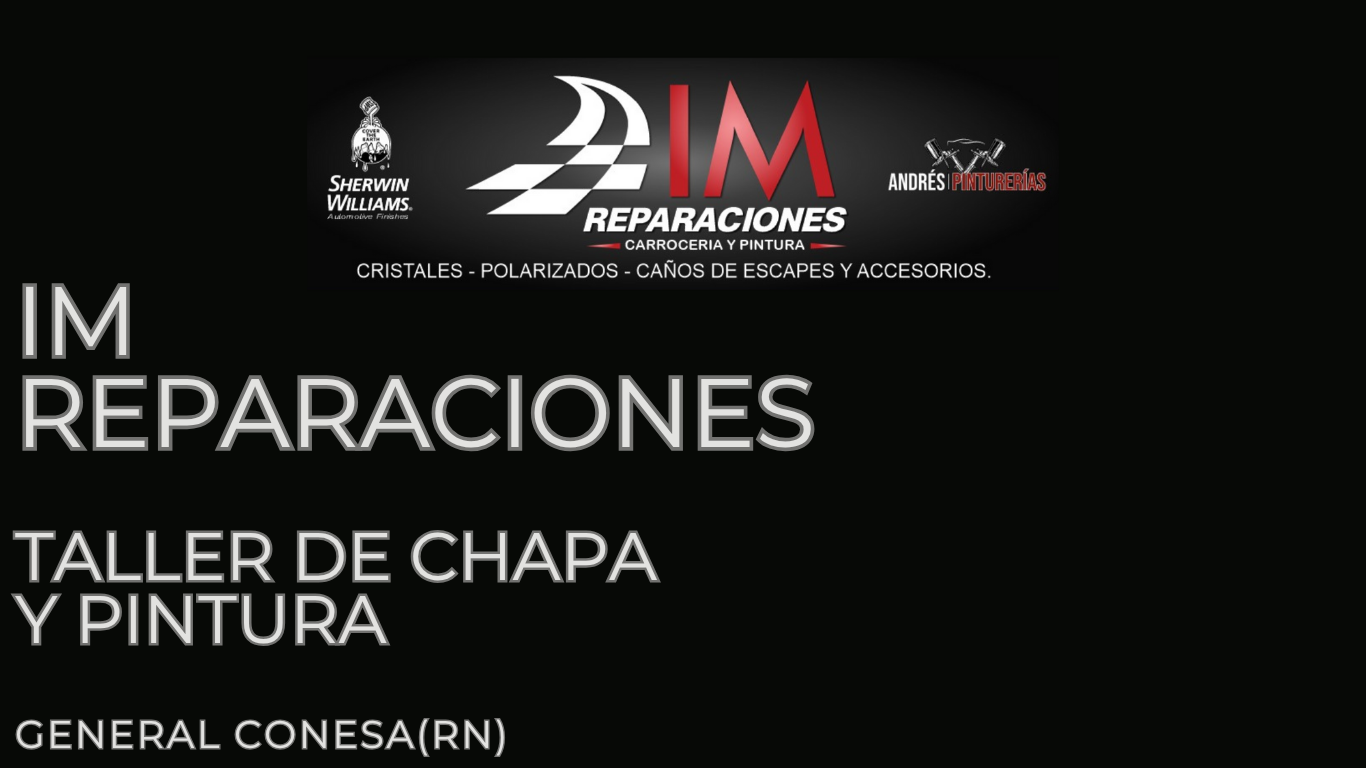 COVER
THE
EARTH
SHERWIN
WILLIAMS®
Automotive Finishes
IM
REPARACIONES
CARROCERIA Y PINTURA
ANDRÉS PINTURERÍAS
CRISTALES - POLARIZADOS - CAÑOS DE ESCAPES Y ACCESORIOS.
IM
REPARACIONES
TALLER DE CHAPA
Y PINTURA
GENERAL CONESA(RN)